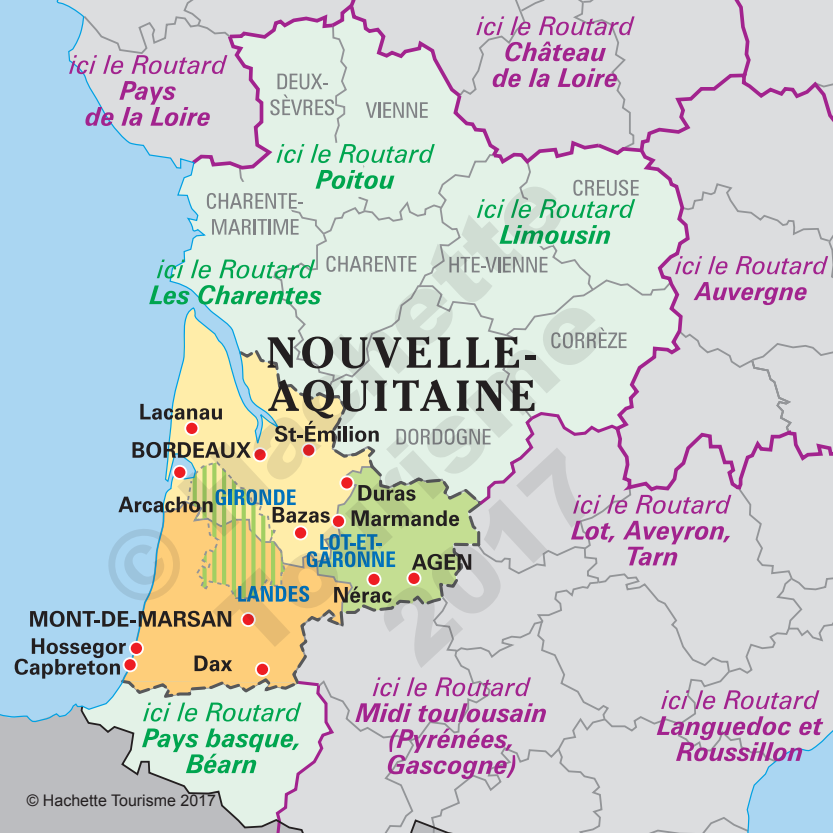 ici le Routard
Pays
de la Loire
ici le Routard
Château
de la Loire
DEUX-
SÈVRES
VIENNE
ici le Routard
Poitou
CREUSE
ici le Routard
Limousin
CHARENTE-
MARITIME
ici le Routard
Les Charentes
CHARENTE
HTE-VIENNE
ici le Routard
Auvergne
CORRÈZE
NOUVELLE-
AQUITAINE
Lacanau
BORDEAUX
St-Émilion
DORDOGNE
Arcachon
GIRONDE
Duras
Bazas
Marmande
LOT-ET-
GARONNE
AGEN
Nérac
LANDES
ici le Routard
Lot, Aveyron,
Tarn
MONT-DE-MARSAN
Hossegor
Capbreton
Dax
ici le Routard
Pays basque,
Béarn
ici le Routard
Midi toulousain
(Pyrénées,
Gascogne)
ici le Routard
Languedoc et
Roussillon
© Hachette Tourisme 2017
© Hachette
Tourisme
2017